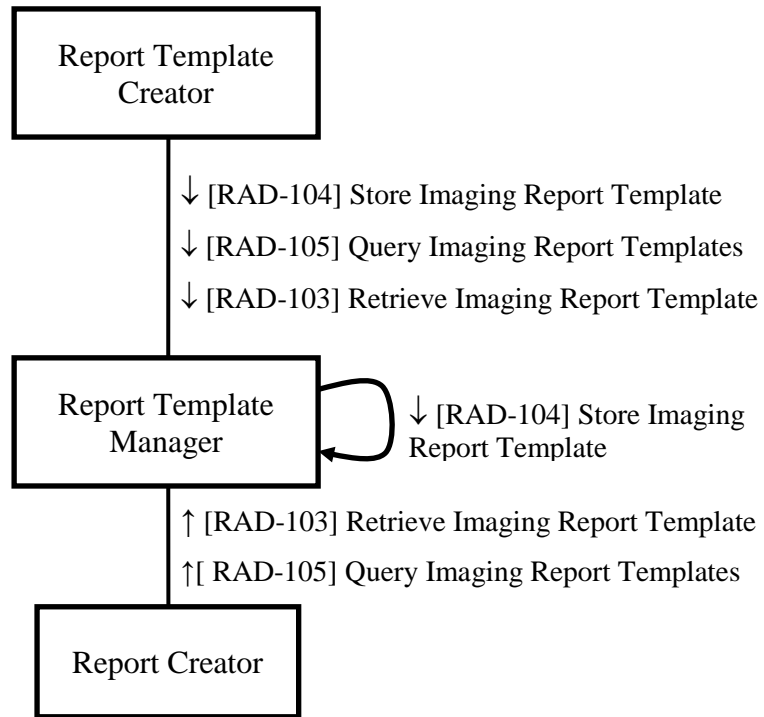 Report Template
Creator
↓ [RAD-104] Store Imaging Report Template
↓ [RAD-105] Query Imaging Report Templates
↓ [RAD-103] Retrieve Imaging Report Template
Report Template
Manager
↓ [RAD-104] Store Imaging
Report Template
↑ [RAD-103] Retrieve Imaging Report Template
↑[ RAD-105] Query Imaging Report Templates
Report Creator